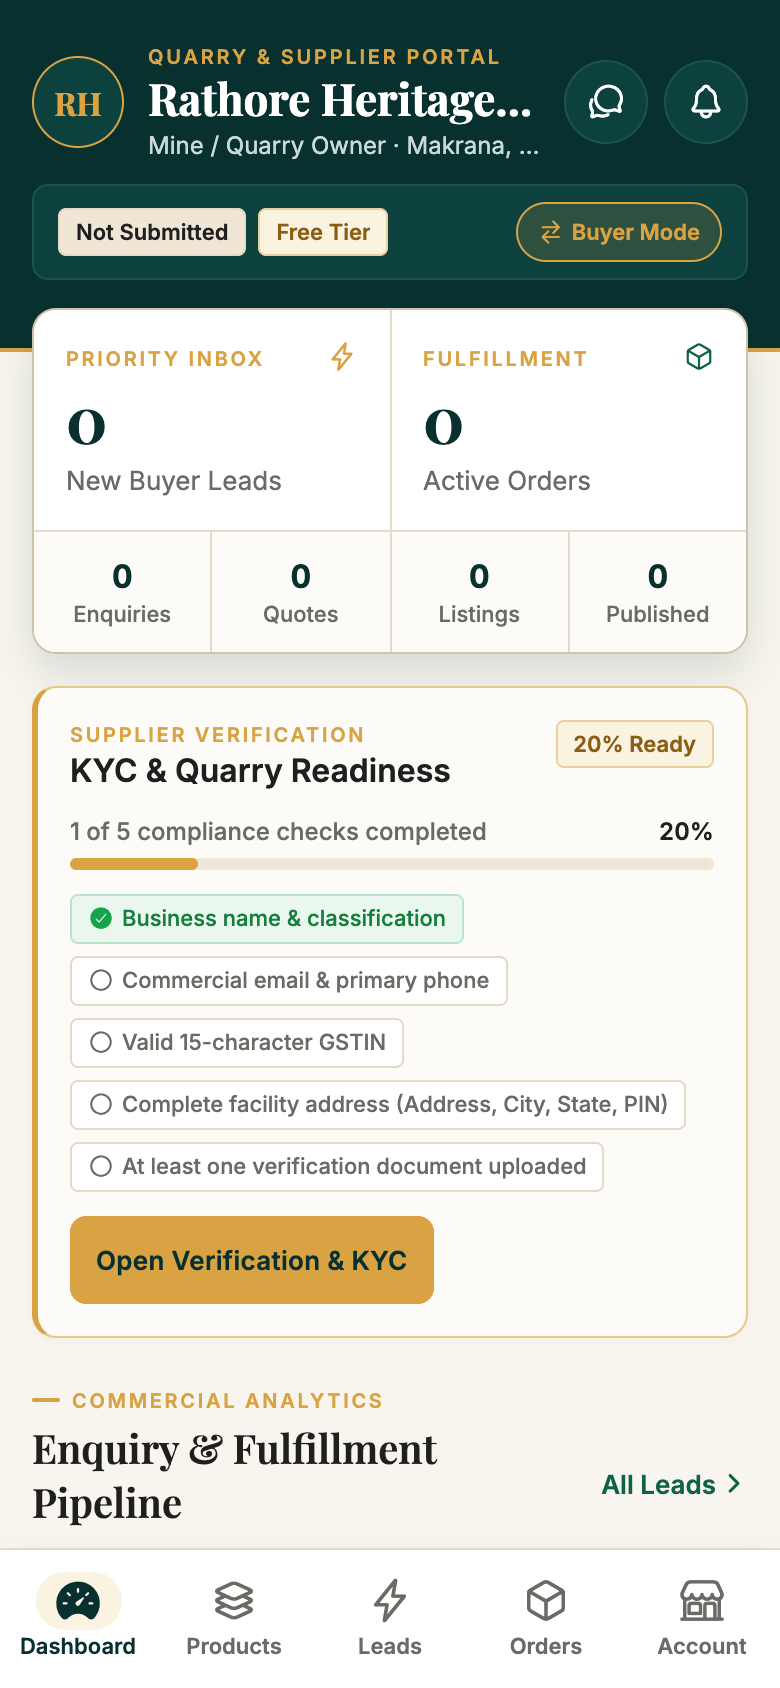 QUARRY & SUPPLIER PORTAL
RH
Rathore Heritage...
Mine / Quarry Owner · Makrana, ...
Not Submitted
Free Tier
Buyer Mode
PRIORITY INBOX
0
New Buyer Leads
FULFILLMENT
0
Active Orders
0
Enquiries
0
Quotes
0
Listings
0
Published
SUPPLIER VERIFICATION
KYC & Quarry Readiness
20% Ready
1 of 5 compliance checks completed
20%
Business name & classification
Commercial email & primary phone
Valid 15-character GSTIN
Complete facility address (Address, City, State, PIN)
At least one verification document uploaded
Open Verification & KYC
COMMERCIAL ANALYTICS
Enquiry & Fulfillment
Pipeline
All Leads
Dashboard
Products
Leads
Orders
Account